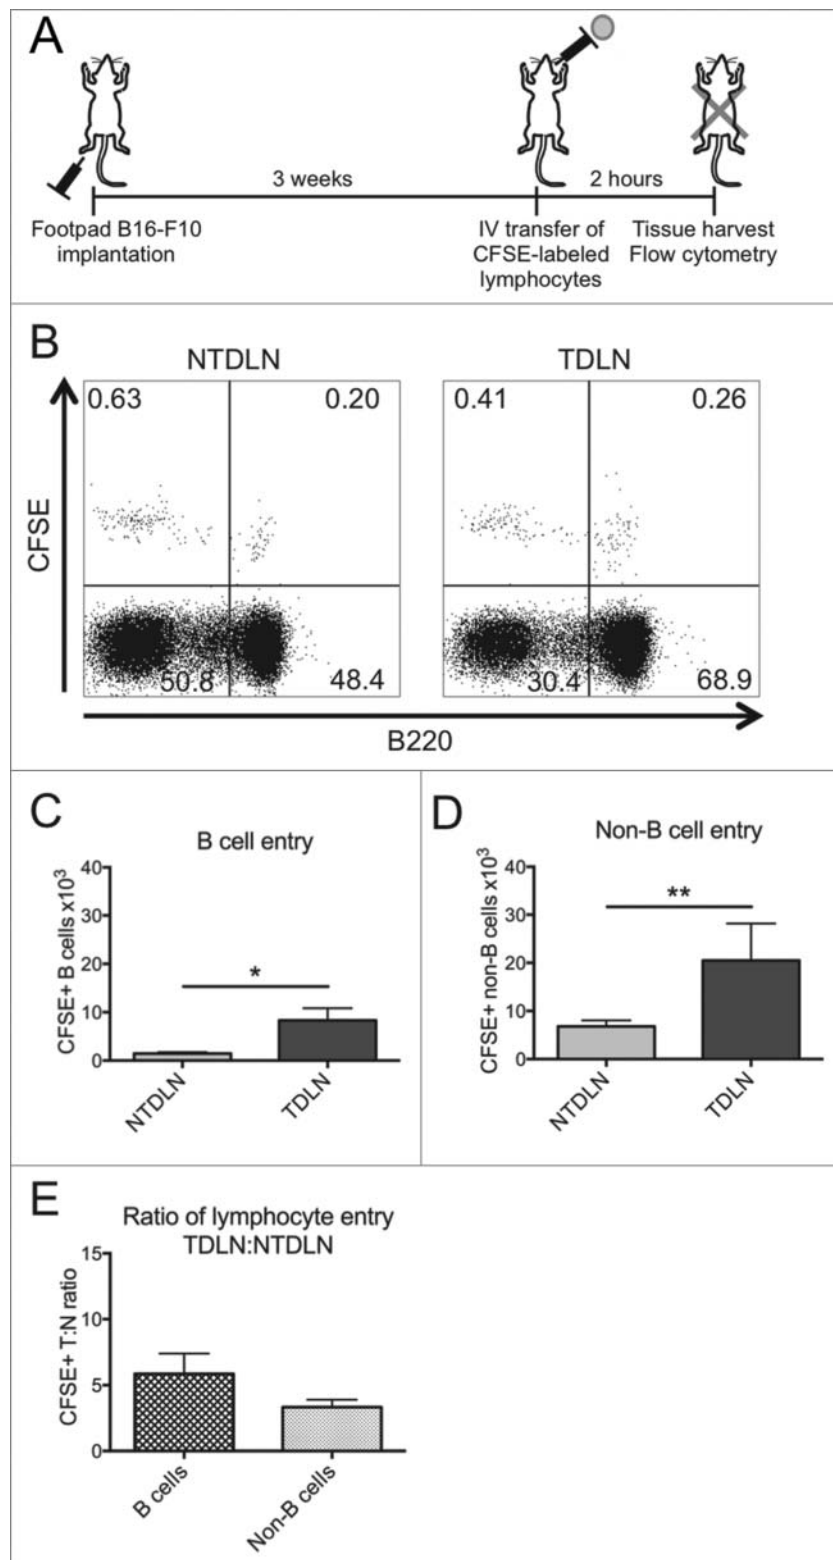 A
3 weeks
2 hours
Footpad B16-F10
implantation
IV transfer of
CFSE-labeled
lymphocytes
Tissue harvest
Flow cytometry
B
NTDLN
TDLN
0.63
0.20
0.41
0.26
CFSE
50.8
48.4
30.4
68.9
B220
C
B cell entry
CFSE+ B cells x10³
40
30
20
10
0
*
NTDLN
TDLN
D
Non-B cell entry
CFSE+ non-B cells x10³
40
30
20
10
0
**
NTDLN
TDLN
E
Ratio of lymphocyte entry
TDLN:NTDLN
CFSE+ T:N ratio
15
10
5
0
B cells
Non-B cells